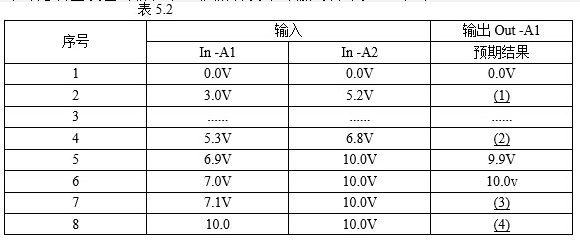 表 5.2
序号 输入 输出 Out -A1
In -A1 In -A2 预期结果
1 0.0V 0.0V 0.0V
2 3.0V 5.2V (1)
3 ...... ...... ......
4 5.3V 6.8V (2)
5 6.9V 10.0V 9.9V
6 7.0V 10.0V 10.0v
7 7.1V 10.0V (3)
8 10.0 10.0V (4)